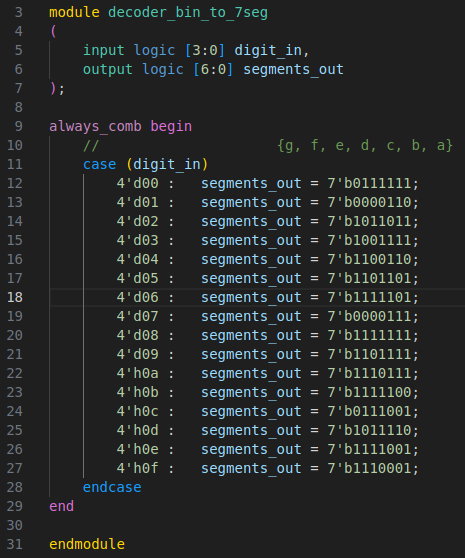 3 module decoder_bin_to_7seg
4 (
5     input logic [3:0] digit_in,
6     output logic [6:0] segments_out
7 );
8
9 always_comb begin
10     //                     {g, f, e, d, c, b, a}
11     case (digit_in)
12         4'd00 :   segments_out = 7'b0111111;
13         4'd01 :   segments_out = 7'b0000110;
14         4'd02 :   segments_out = 7'b1011011;
15         4'd03 :   segments_out = 7'b1001111;
16         4'd04 :   segments_out = 7'b1100110;
17         4'd05 :   segments_out = 7'b1101101;
18         4'd06 :   segments_out = 7'b1111101;
19         4'd07 :   segments_out = 7'b0000111;
20         4'd08 :   segments_out = 7'b1111111;
21         4'd09 :   segments_out = 7'b1101111;
22         4'h0a :   segments_out = 7'b1110111;
23         4'h0b :   segments_out = 7'b1111100;
24         4'h0c :   segments_out = 7'b0111001;
25         4'h0d :   segments_out = 7'b1011110;
26         4'h0e :   segments_out = 7'b1111001;
27         4'h0f :   segments_out = 7'b1110001;
28     endcase
29 end
30
31 endmodule